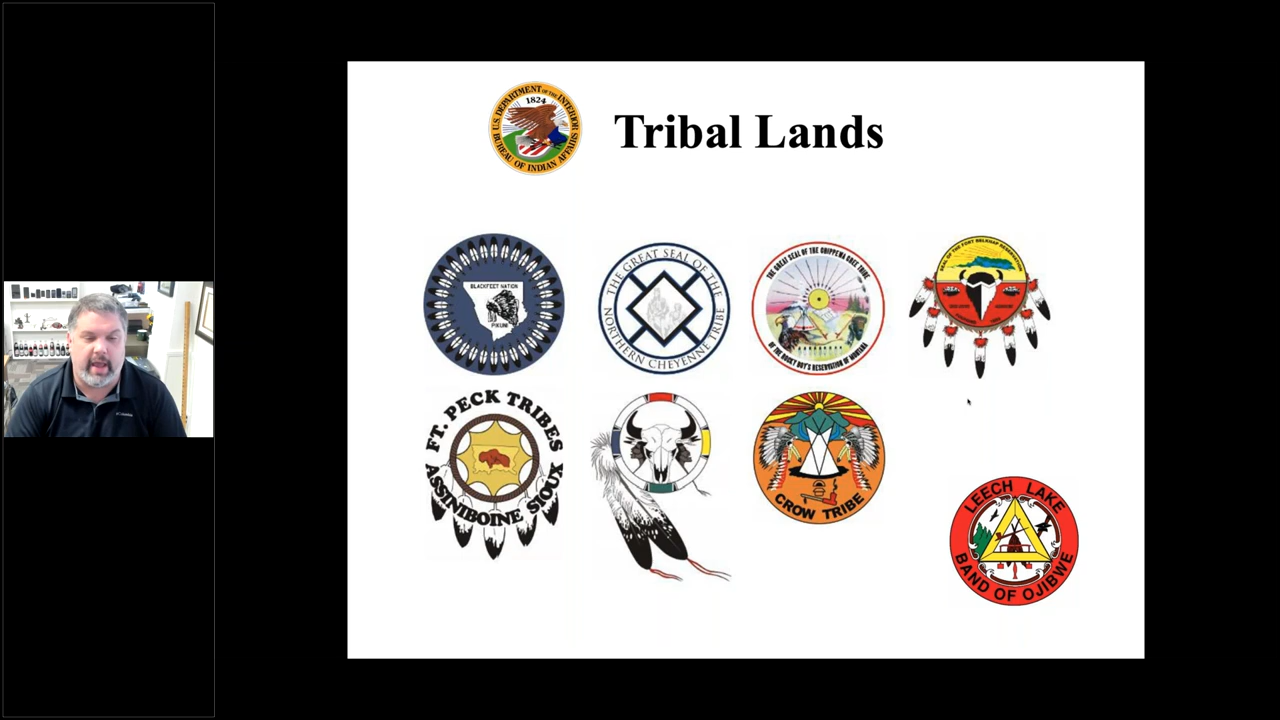 U.S. DEPARTMENT OF THE INTERIOR
1824
BUREAU OF INDIAN AFFAIRS
Tribal Lands
BLACKFEET NATION
PIKUNI
THE GREAT SEAL OF THE
NORTHERN CHEYENNE TRIBE
THE GREAT SEAL OF THE CHIPPEWA CREE TRIBE
OF THE ROCKY BOY'S RESERVATION OF MONTANA
SEAL OF THE FORT BELKNAP RESERVATION
FT. PECK TRIBES
ASSINIBOINE SIOUX
CROW TRIBE
LEECH LAKE
BAND OF OJIBWE